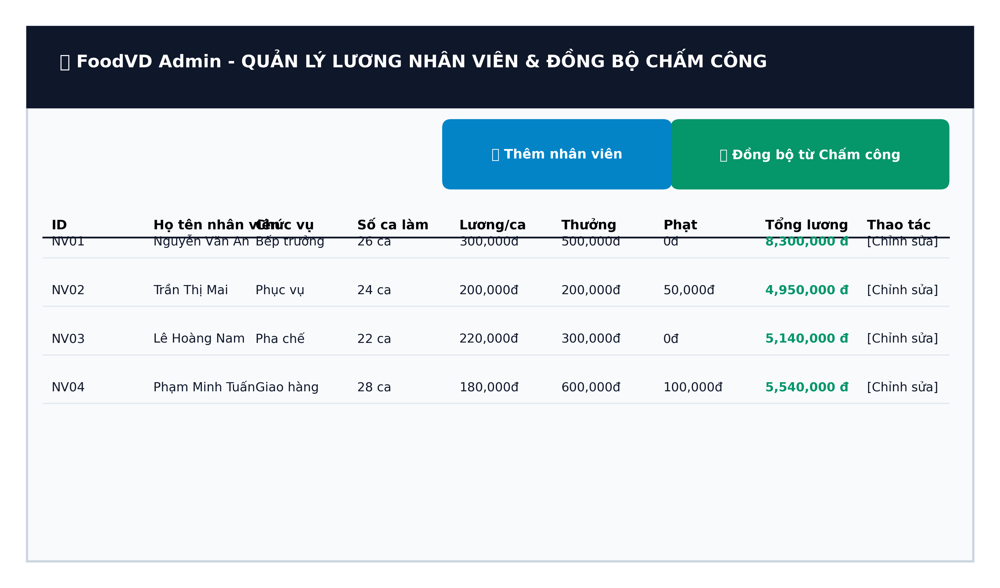 FoodVD Admin - QUẢN LÝ LƯƠNG NHÂN VIÊN & ĐỒNG BỘ CHẤM CÔNG
Thêm nhân viên Đồng bộ từ Chấm công
ID Họ tên nhân viên Chức vụ Số ca làm Lương/ca Thưởng Phạt Tổng lương Thao tác
NV01 Nguyễn Văn An Bếp trưởng 26 ca 300,000đ 500,000đ 0đ 8,300,000 đ [Chỉnh sửa]
NV02 Trần Thị Mai Phục vụ 24 ca 200,000đ 200,000đ 50,000đ 4,950,000 đ [Chỉnh sửa]
NV03 Lê Hoàng Nam Pha chế 22 ca 220,000đ 300,000đ 0đ 5,140,000 đ [Chỉnh sửa]
NV04 Phạm Minh Tuấn Giao hàng 28 ca 180,000đ 600,000đ 100,000đ 5,540,000 đ [Chỉnh sửa]